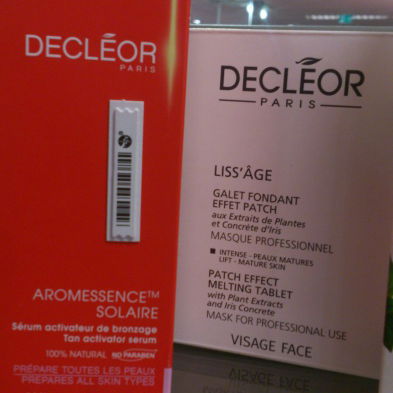 DECLÉOR
PARIS
AROMESSENCE™
SOLAIRE
Sérum activateur de bronzage
Tan activator serum
100% NATURAL NO PARABEN
PRÉPARE TOUTES LES PEAUX
PREPARES ALL SKIN TYPES
DECLÉOR
PARIS
LISS'ÂGE
GALET FONDANT
EFFET PATCH
aux Extraits de Plantes
et Concrète d'Iris
MASQUE PROFESSIONNEL
INTENSE - PEAUX MATURES
LIFT - MATURE SKIN
PATCH EFFECT
MELTING TABLET
with Plant Extracts
and Iris Concrete
MASK FOR PROFESSIONAL USE
VISAGE FACE